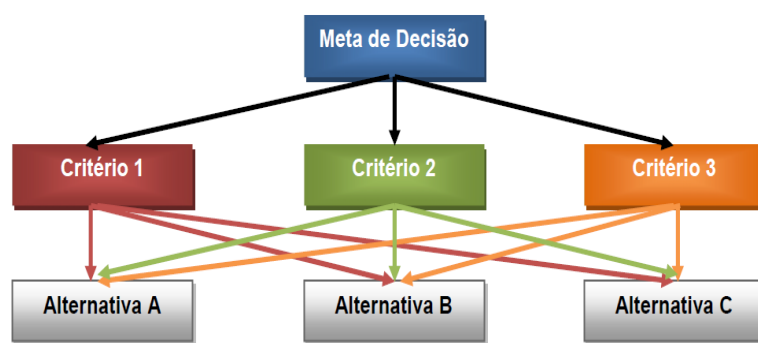 Meta de Decisão
Critério 1
Critério 2
Critério 3
Alternativa A
Alternativa B
Alternativa C